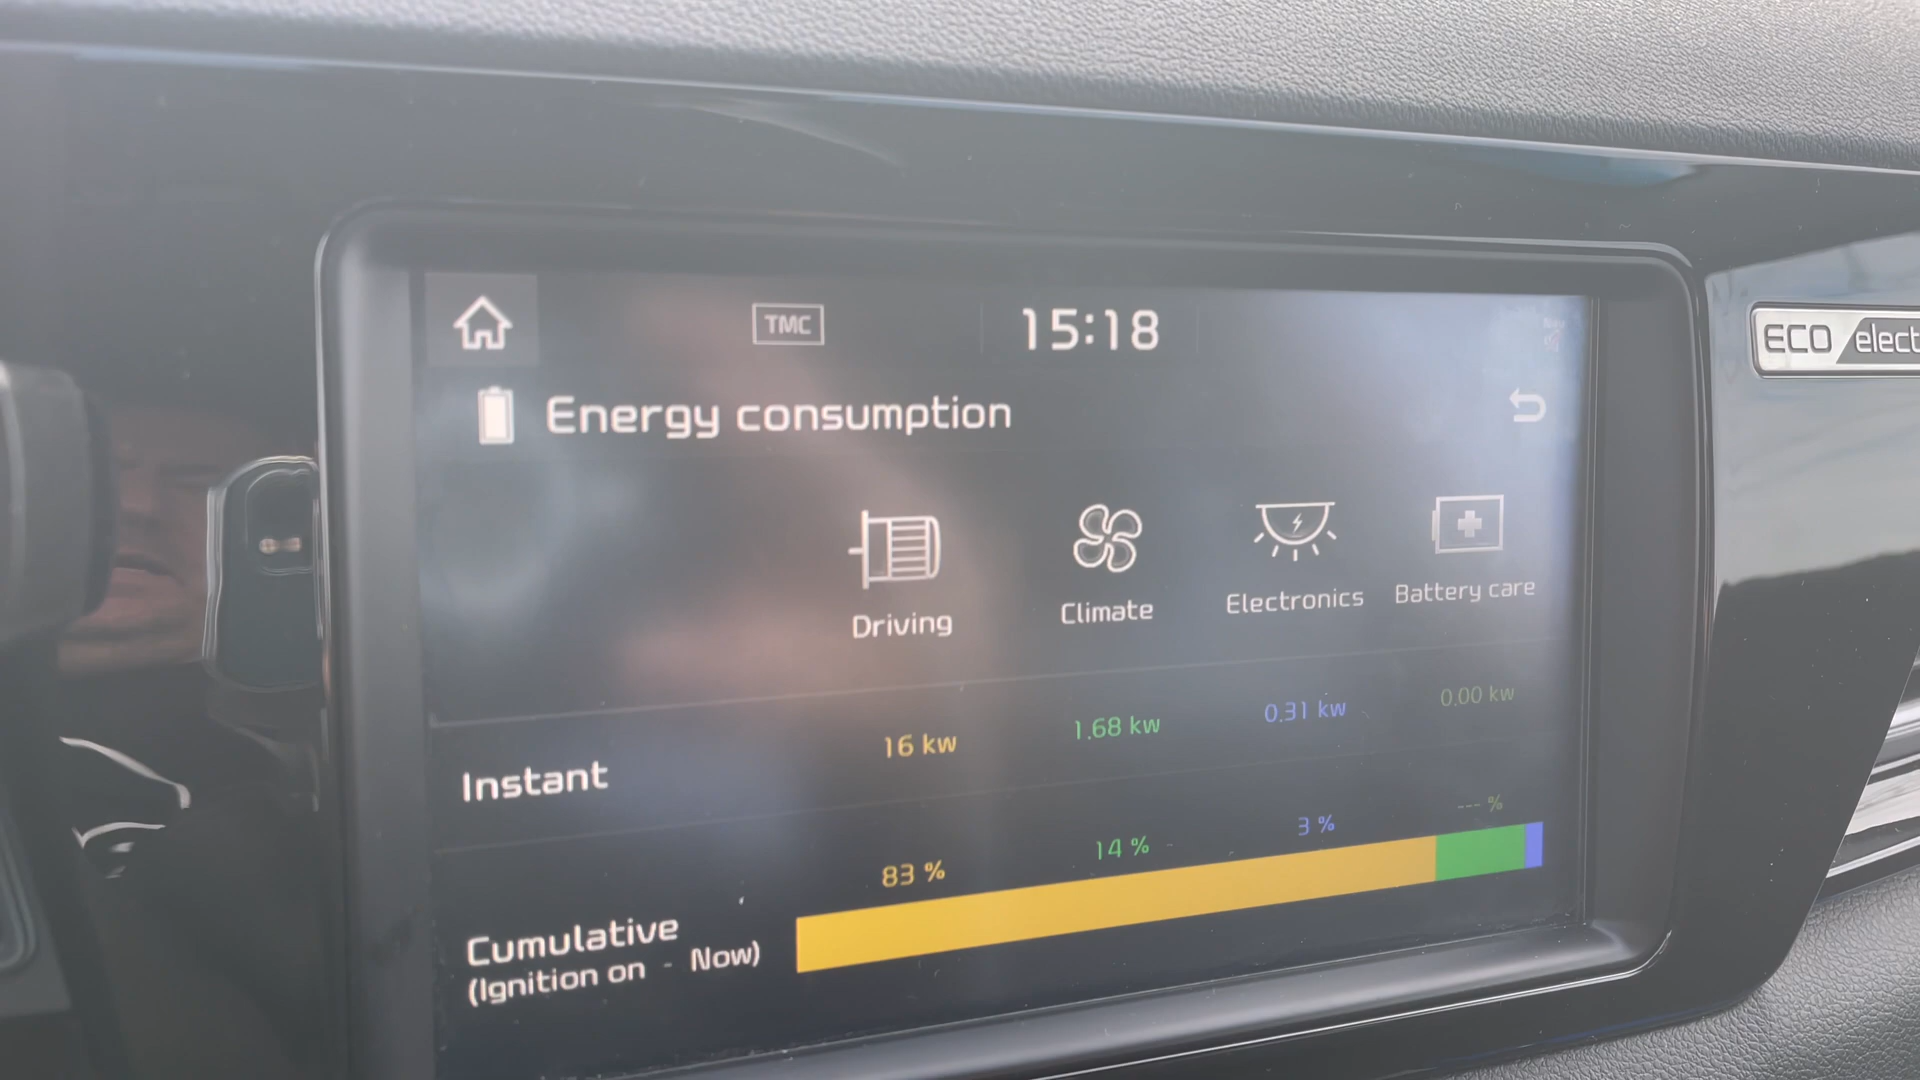 TMC
15:18
ECO elect
Energy consumption
Driving
Climate
Electronics
Battery care
Instant
16 kw
1.68 kw
0.31 kw
0.00 kw
83 %
14 %
3 %
--- %
Cumulative
(Ignition on - Now)